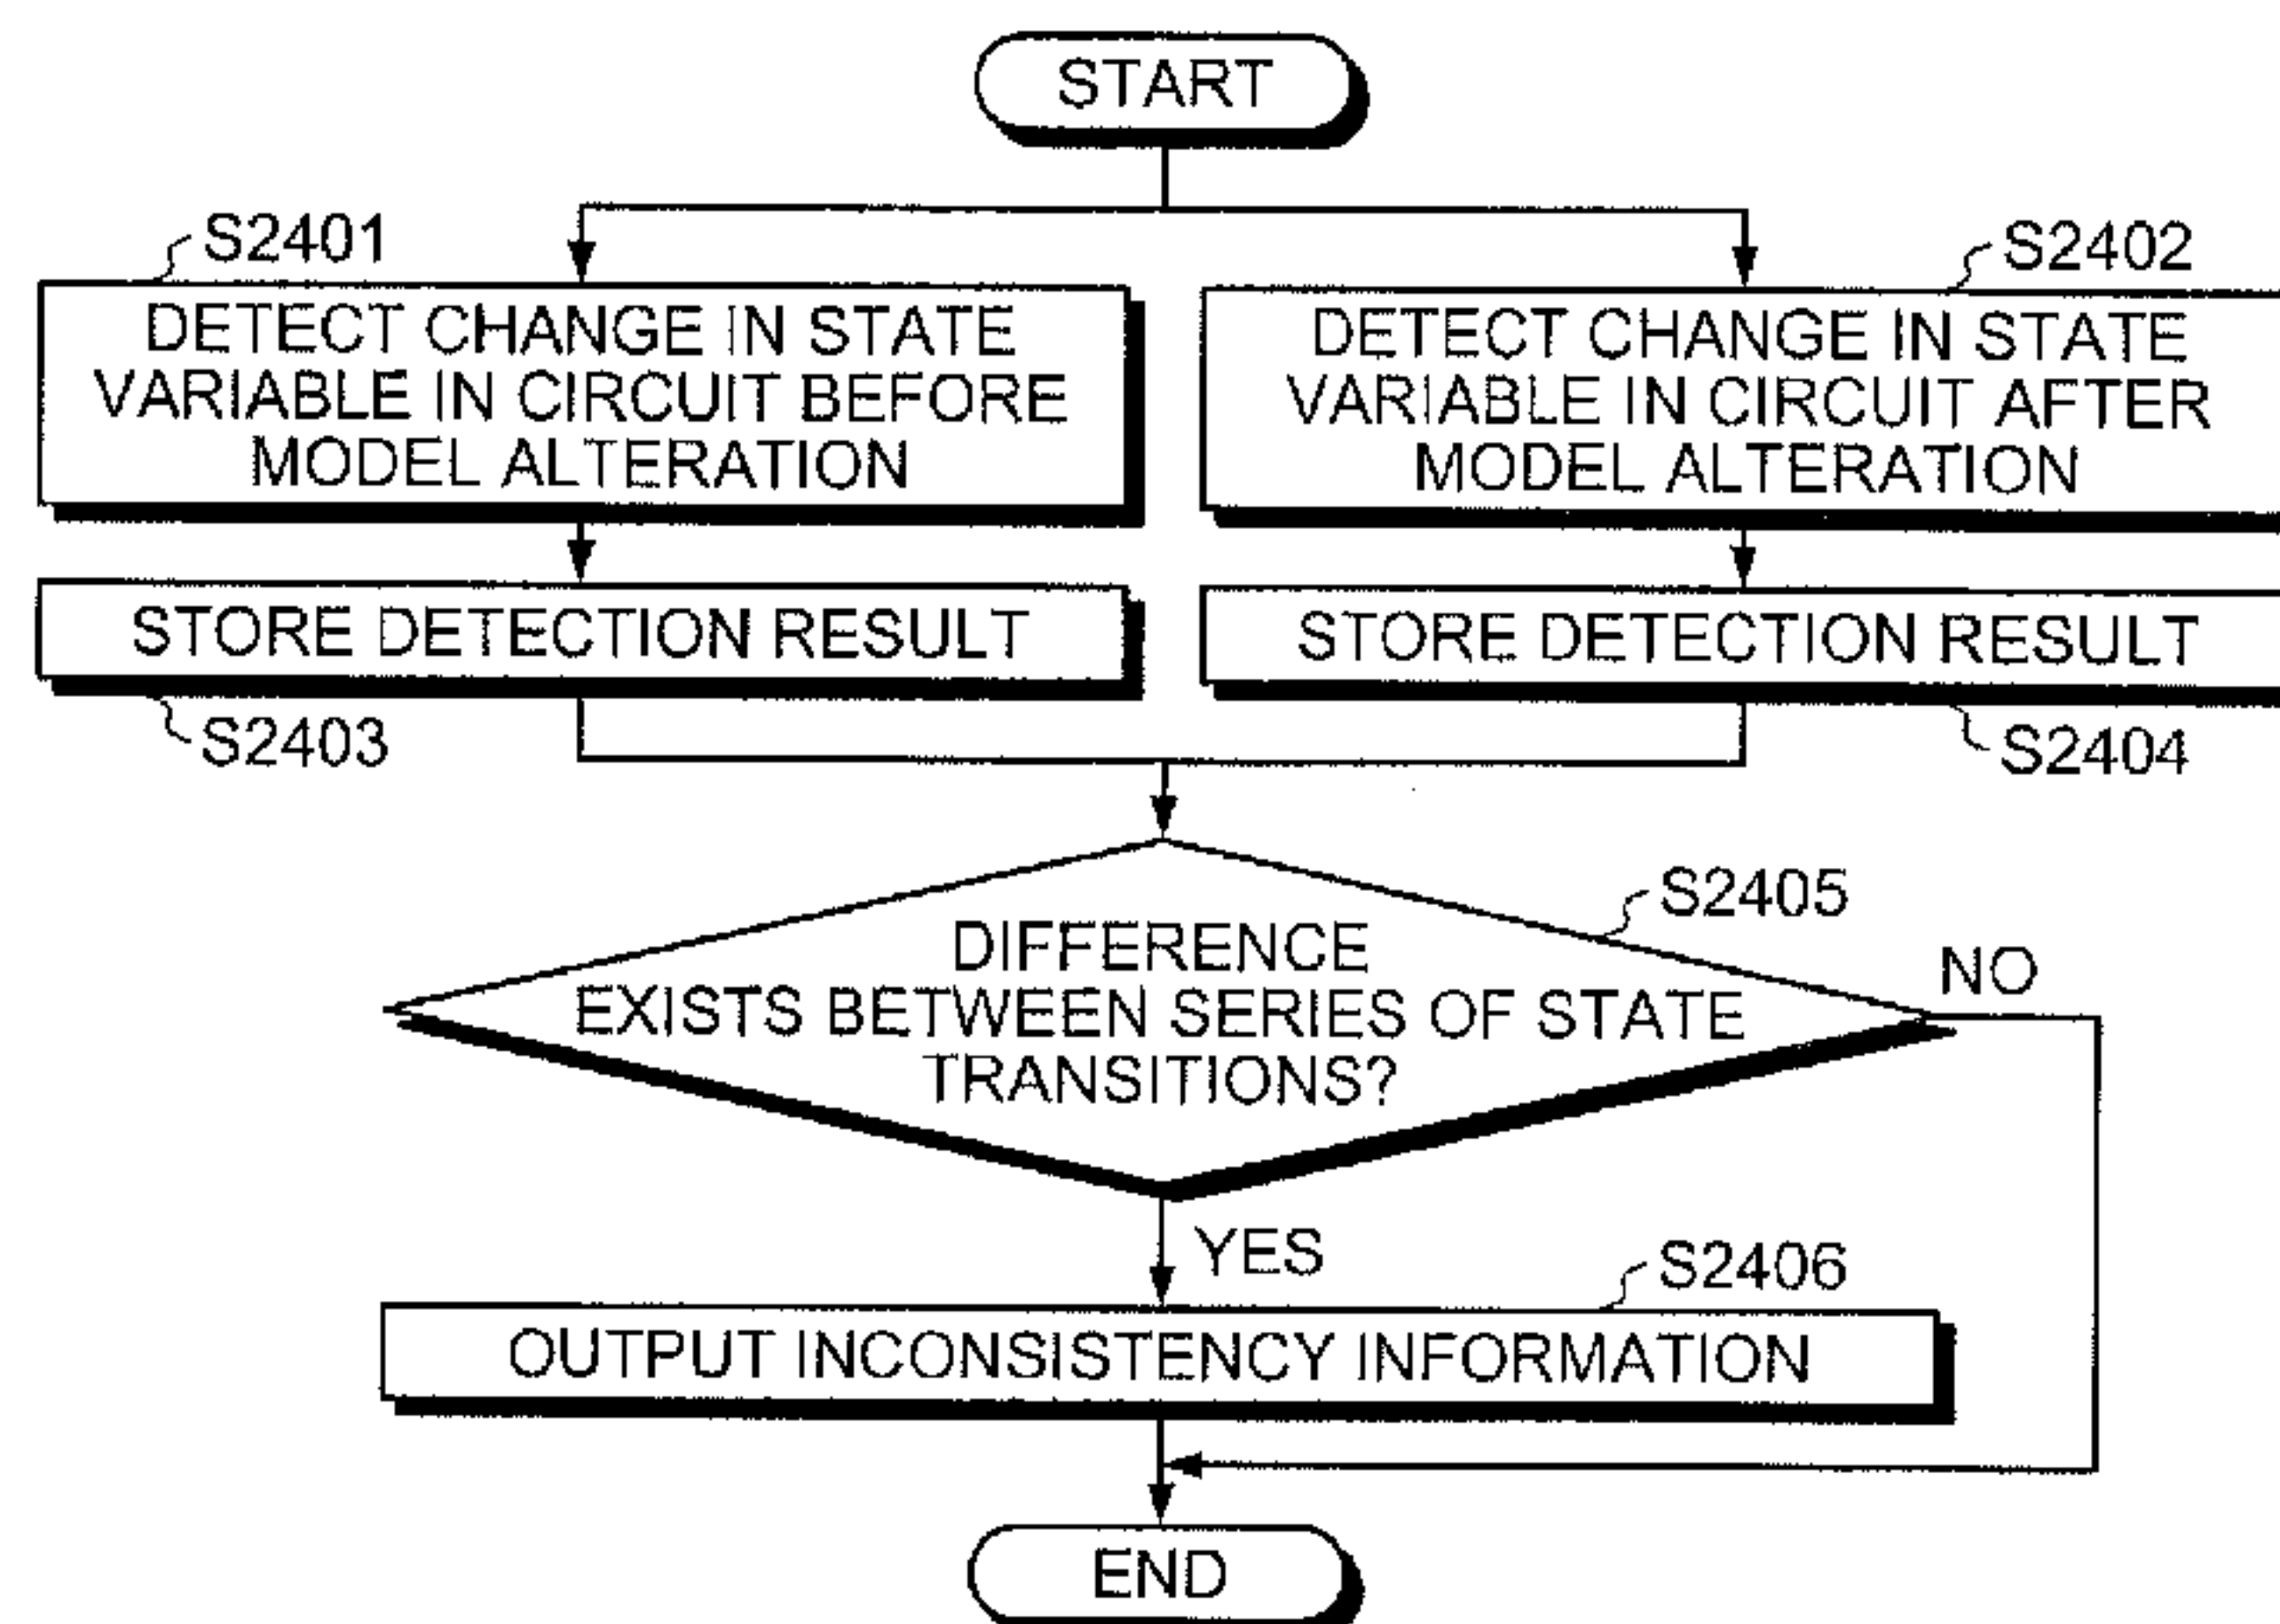 START
S2401
DETECT CHANGE IN STATE
VARIABLE IN CIRCUIT BEFORE
MODEL ALTERATION
S2402
DETECT CHANGE IN STATE
VARIABLE IN CIRCUIT AFTER
MODEL ALTERATION
STORE DETECTION RESULT
S2403
STORE DETECTION RESULT
S2404
S2405
DIFFERENCE
EXISTS BETWEEN SERIES OF STATE
TRANSITIONS?
NO
YES
S2406
OUTPUT INCONSISTENCY INFORMATION
END